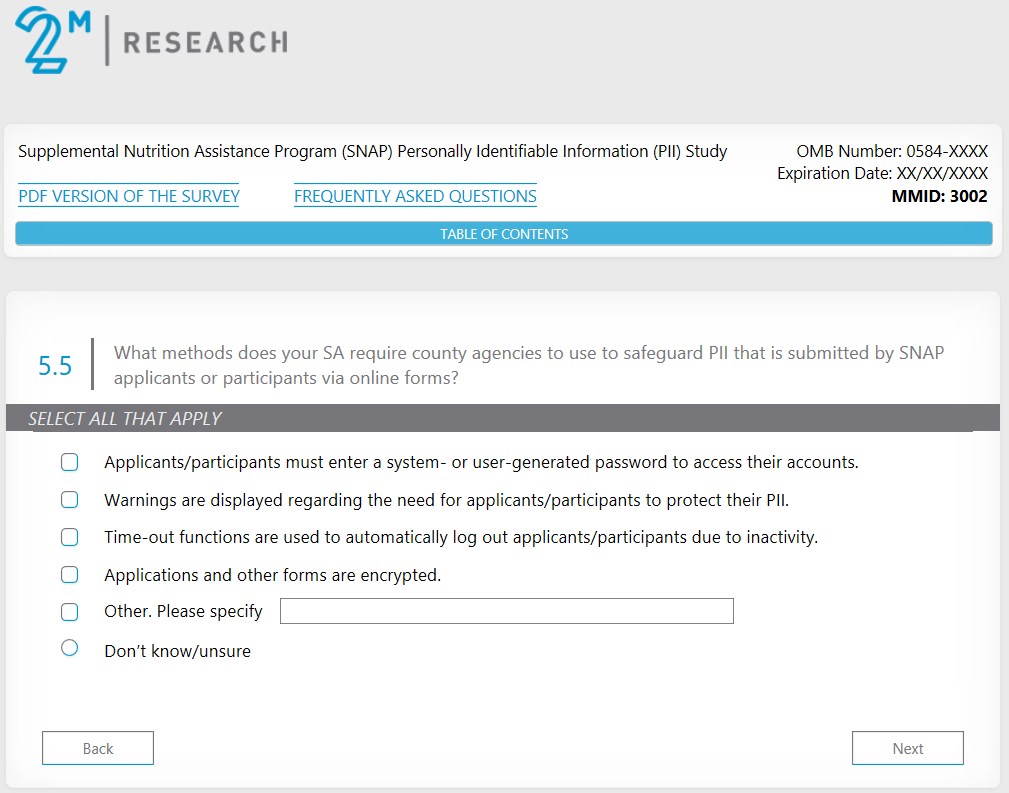 2M RESEARCH
Supplemental Nutrition Assistance Program (SNAP) Personally Identifiable Information (PII) Study
OMB Number: 0584-XXXX
Expiration Date: XX/XX/XXXX
PDF VERSION OF THE SURVEY
FREQUENTLY ASKED QUESTIONS
MMID: 3002
TABLE OF CONTENTS
5.5
What methods does your SA require county agencies to use to safeguard PII that is submitted by SNAP
applicants or participants via online forms?
SELECT ALL THAT APPLY
Applicants/participants must enter a system- or user-generated password to access their accounts.
Warnings are displayed regarding the need for applicants/participants to protect their PII.
Time-out functions are used to automatically log out applicants/participants due to inactivity.
Applications and other forms are encrypted.
Other. Please specify
Don’t know/unsure
Back
Next